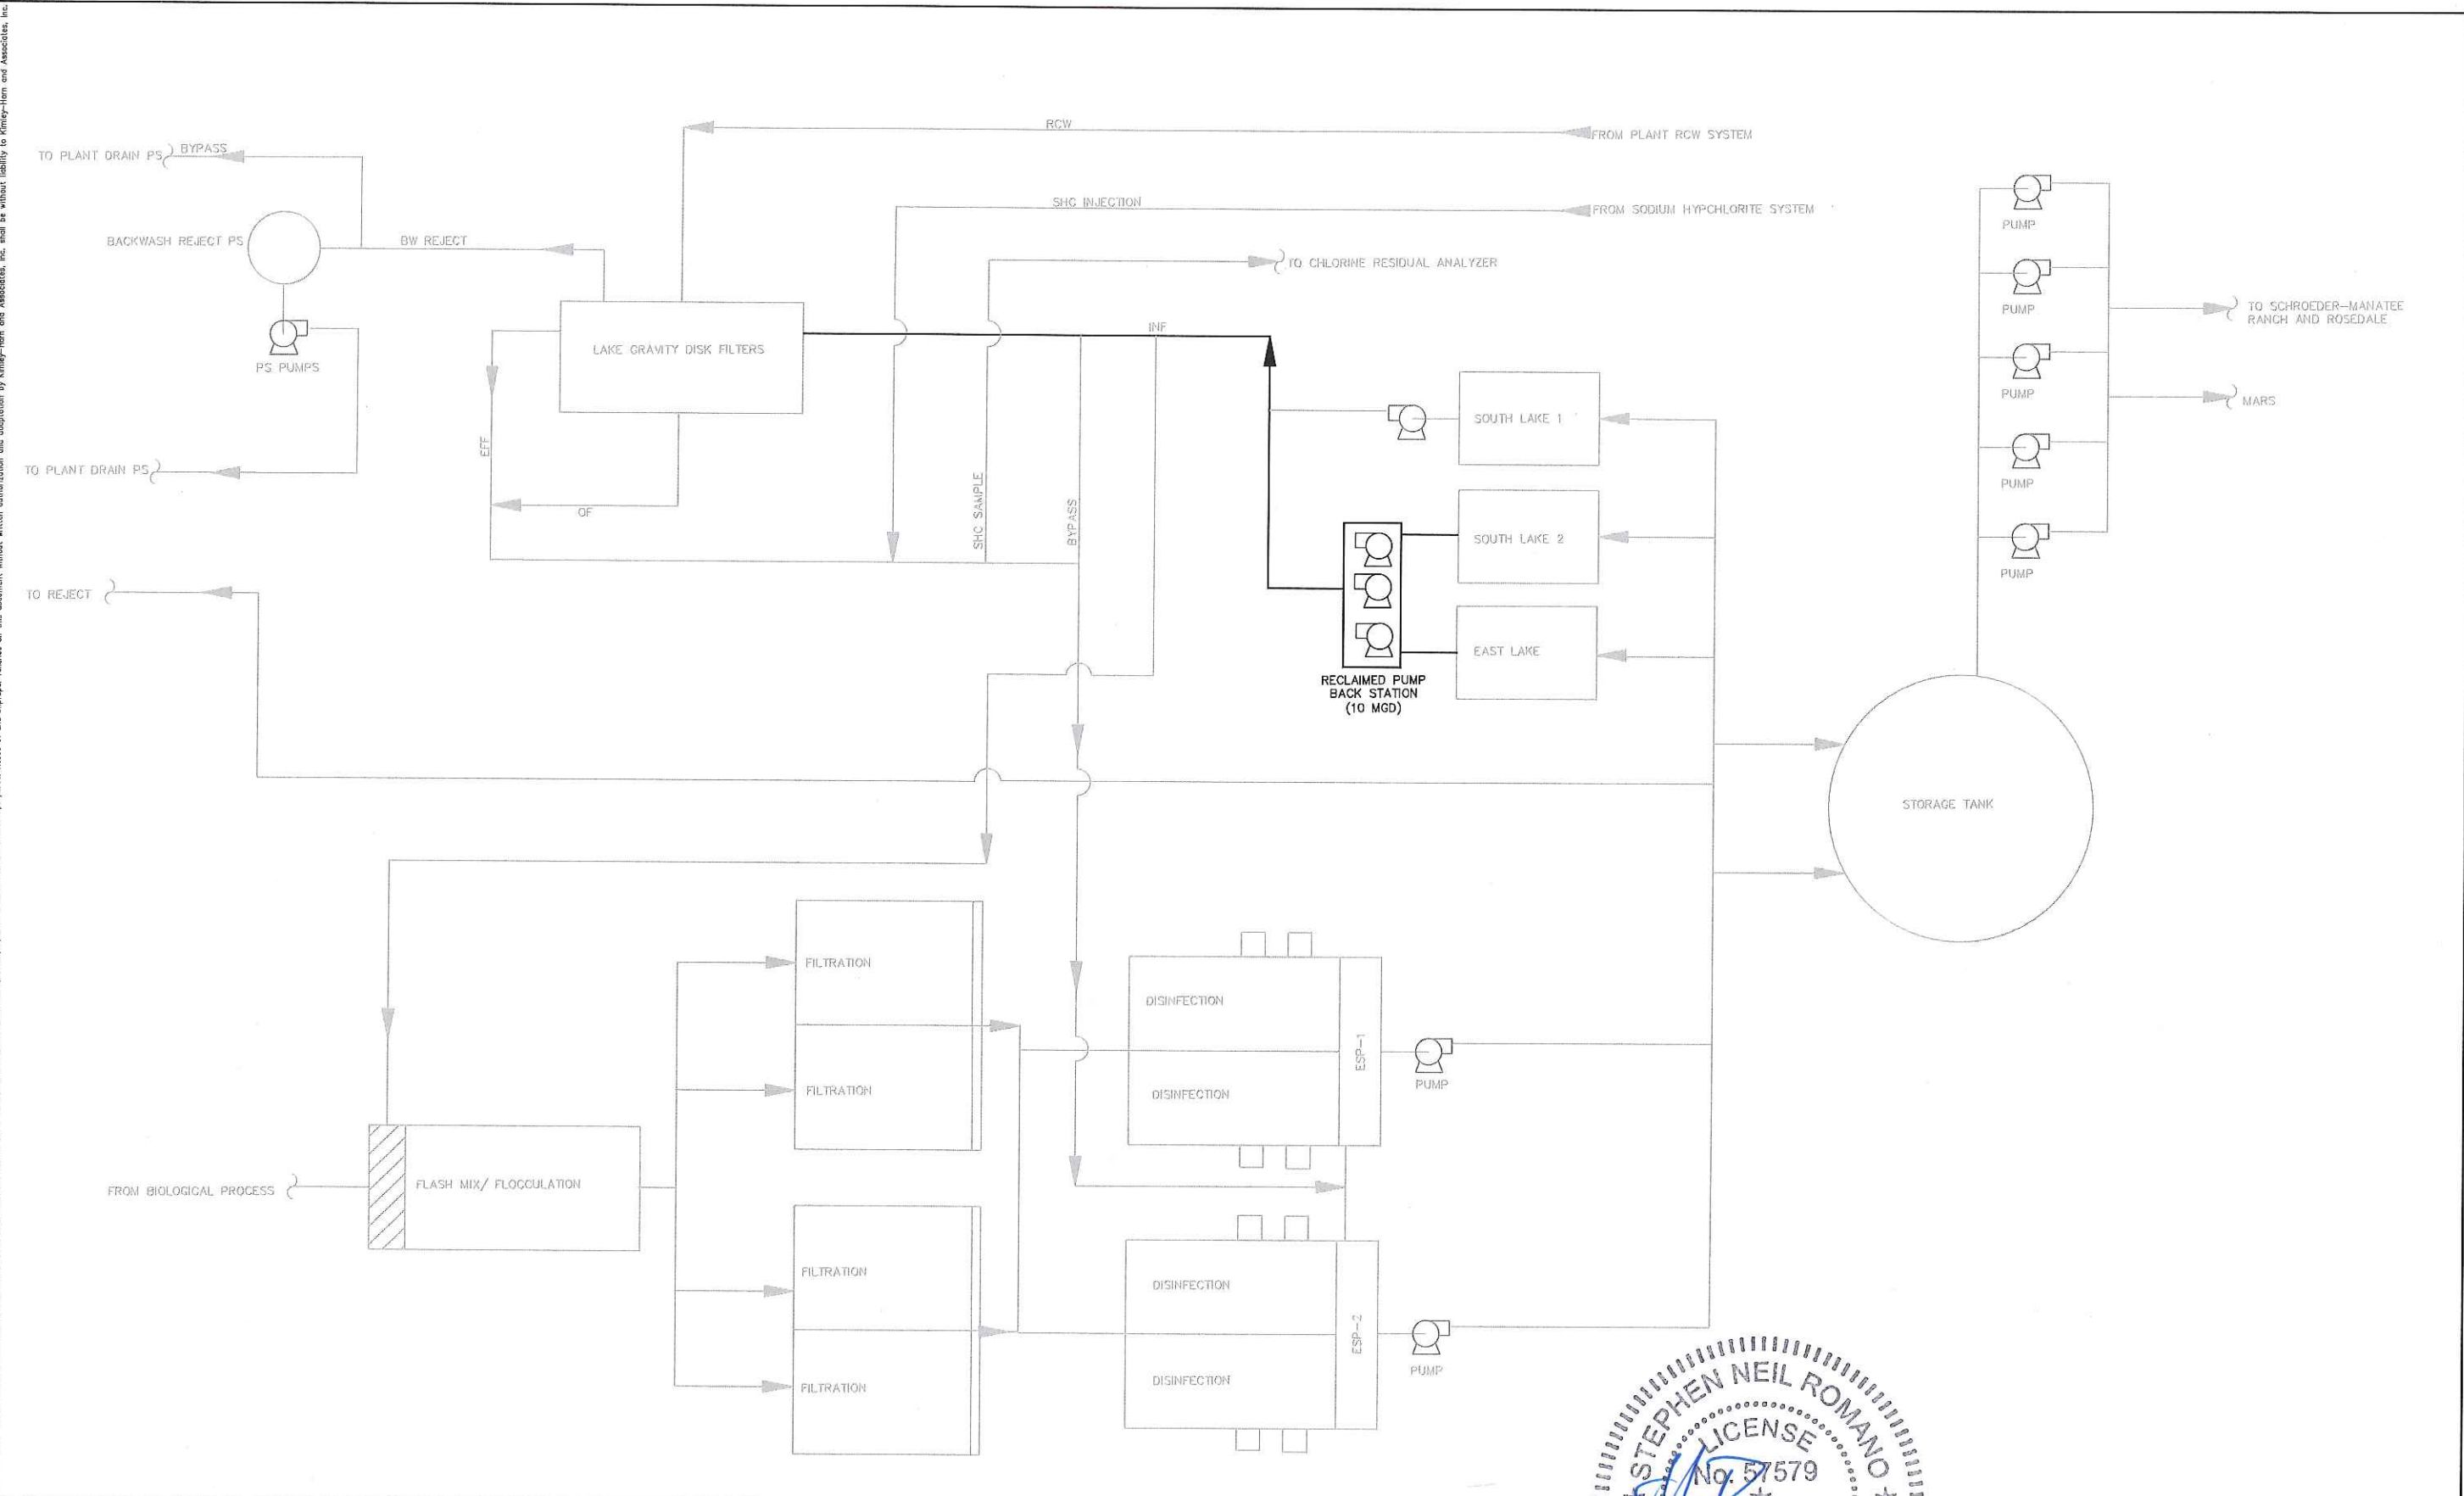 RCW
FROM PLANT RCW SYSTEM
TO PLANT DRAIN PS
BYPASS
SHC INJECTION
FROM SODIUM HYPCHLORITE SYSTEM
PUMP
BACKWASH REJECT PS
BW REJECT
TO CHLORINE RESIDUAL ANALYZER
PUMP
TO SCHROEDER-MANATEE
RANCH AND ROSEDALE
INF
LAKE GRAVITY DISK FILTERS
PS PUMPS
PUMP
MARS
SOUTH LAKE 1
EFF
TO PLANT DRAIN PS
PUMP
OF
SHC SAMPLE
BYPASS
SOUTH LAKE 2
PUMP
TO REJECT
EAST LAKE
RECLAIMED PUMP
BACK STATION
(10 MGD)
STORAGE TANK
FILTRATION
DISINFECTION
ESP-1
FILTRATION
DISINFECTION
PUMP
FROM BIOLOGICAL PROCESS
FLASH MIX/ FLOCCULATION
FILTRATION
DISINFECTION
ESP-2
PUMP
FILTRATION
DISINFECTION
STEPHEN NEIL ROMANO
LICENSE
No. 57579